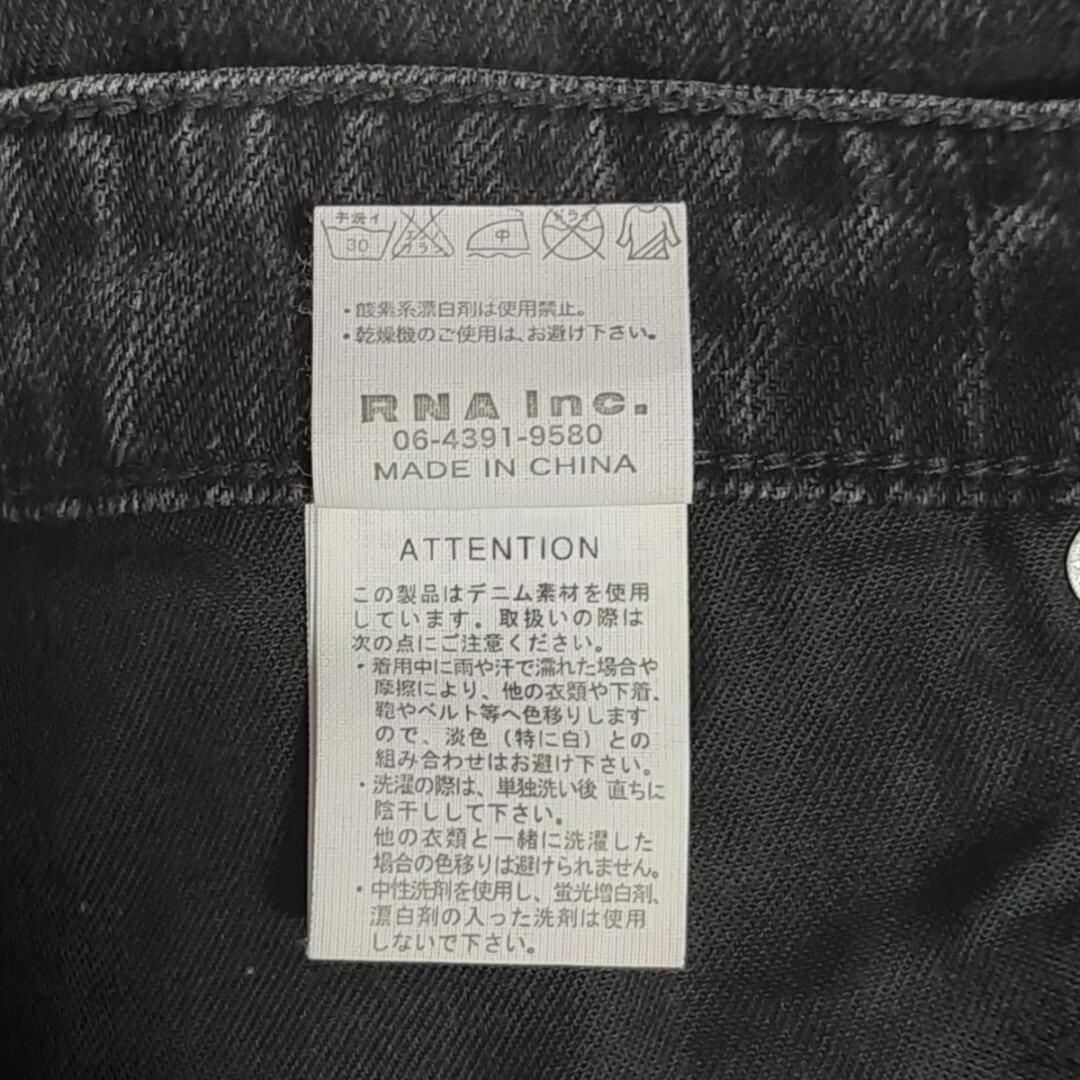 手洗イ
30
エンソ
サラシ
中
ドライ
・酸素系漂白剤は使用禁止。
・乾燥機のご使用は、お避け下さい。
RNA Inc.
06-4391-9580
MADE IN CHINA
ATTENTION
この製品はデニム素材を使用
しています。取扱いの際は
次の点にご注意ください。
・着用中に雨や汗で濡れた場合や
摩擦により、他の衣類や下着、
鞄やベルト等へ色移りします
ので、淡色（特に白）との
組み合わせはお避け下さい。
・洗濯の際は、単独洗い後 直ちに
陰干しして下さい。
他の衣類と一緒に洗濯した
場合の色移りは避けられません。
・中性洗剤を使用し、蛍光増白剤、
漂白剤の入った洗剤は使用
しないで下さい。